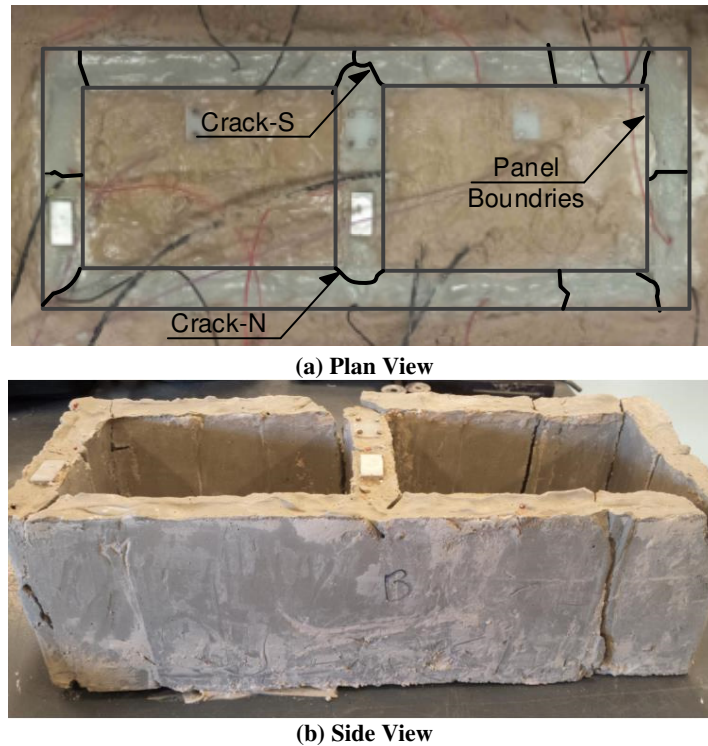 Crack-S
Panel
Boundries
Crack-N
(a) Plan View
B
(b) Side View